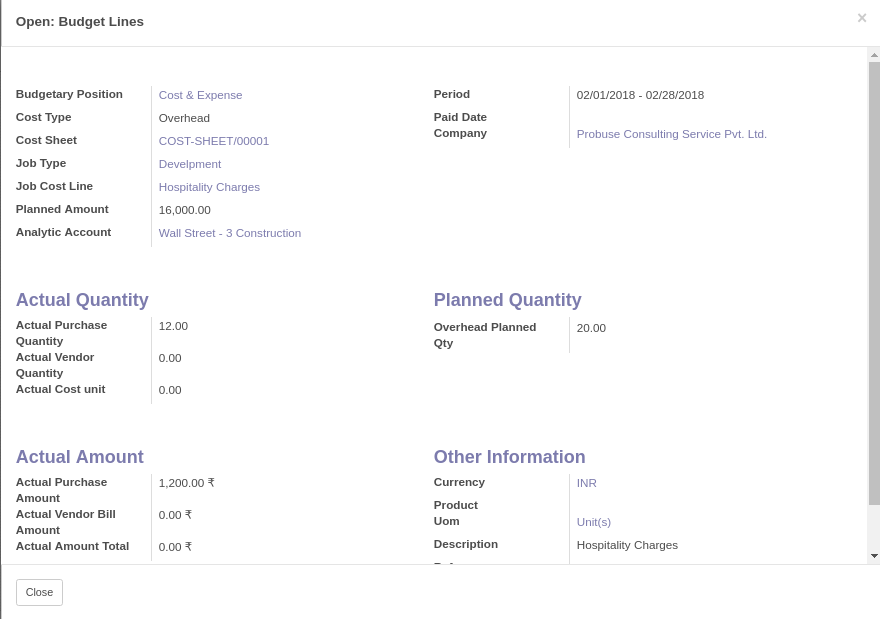 Open: Budget Lines
×
Budgetary Position Cost & Expense
Cost Type Overhead
Cost Sheet COST-SHEET/00001
Job Type Develpment
Job Cost Line Hospitality Charges
Planned Amount 16,000.00
Analytic Account Wall Street - 3 Construction
Period 02/01/2018 - 02/28/2018
Paid Date
Company Probuse Consulting Service Pvt. Ltd.
Actual Quantity
Actual Purchase 12.00
Quantity
Actual Vendor 0.00
Quantity
Actual Cost unit 0.00
Planned Quantity
Overhead Planned 20.00
Qty
Actual Amount
Actual Purchase 1,200.00 ₹
Amount
Actual Vendor Bill 0.00 ₹
Amount
Actual Amount Total 0.00 ₹
Other Information
Currency INR
Product
Uom Unit(s)
Description Hospitality Charges
Close